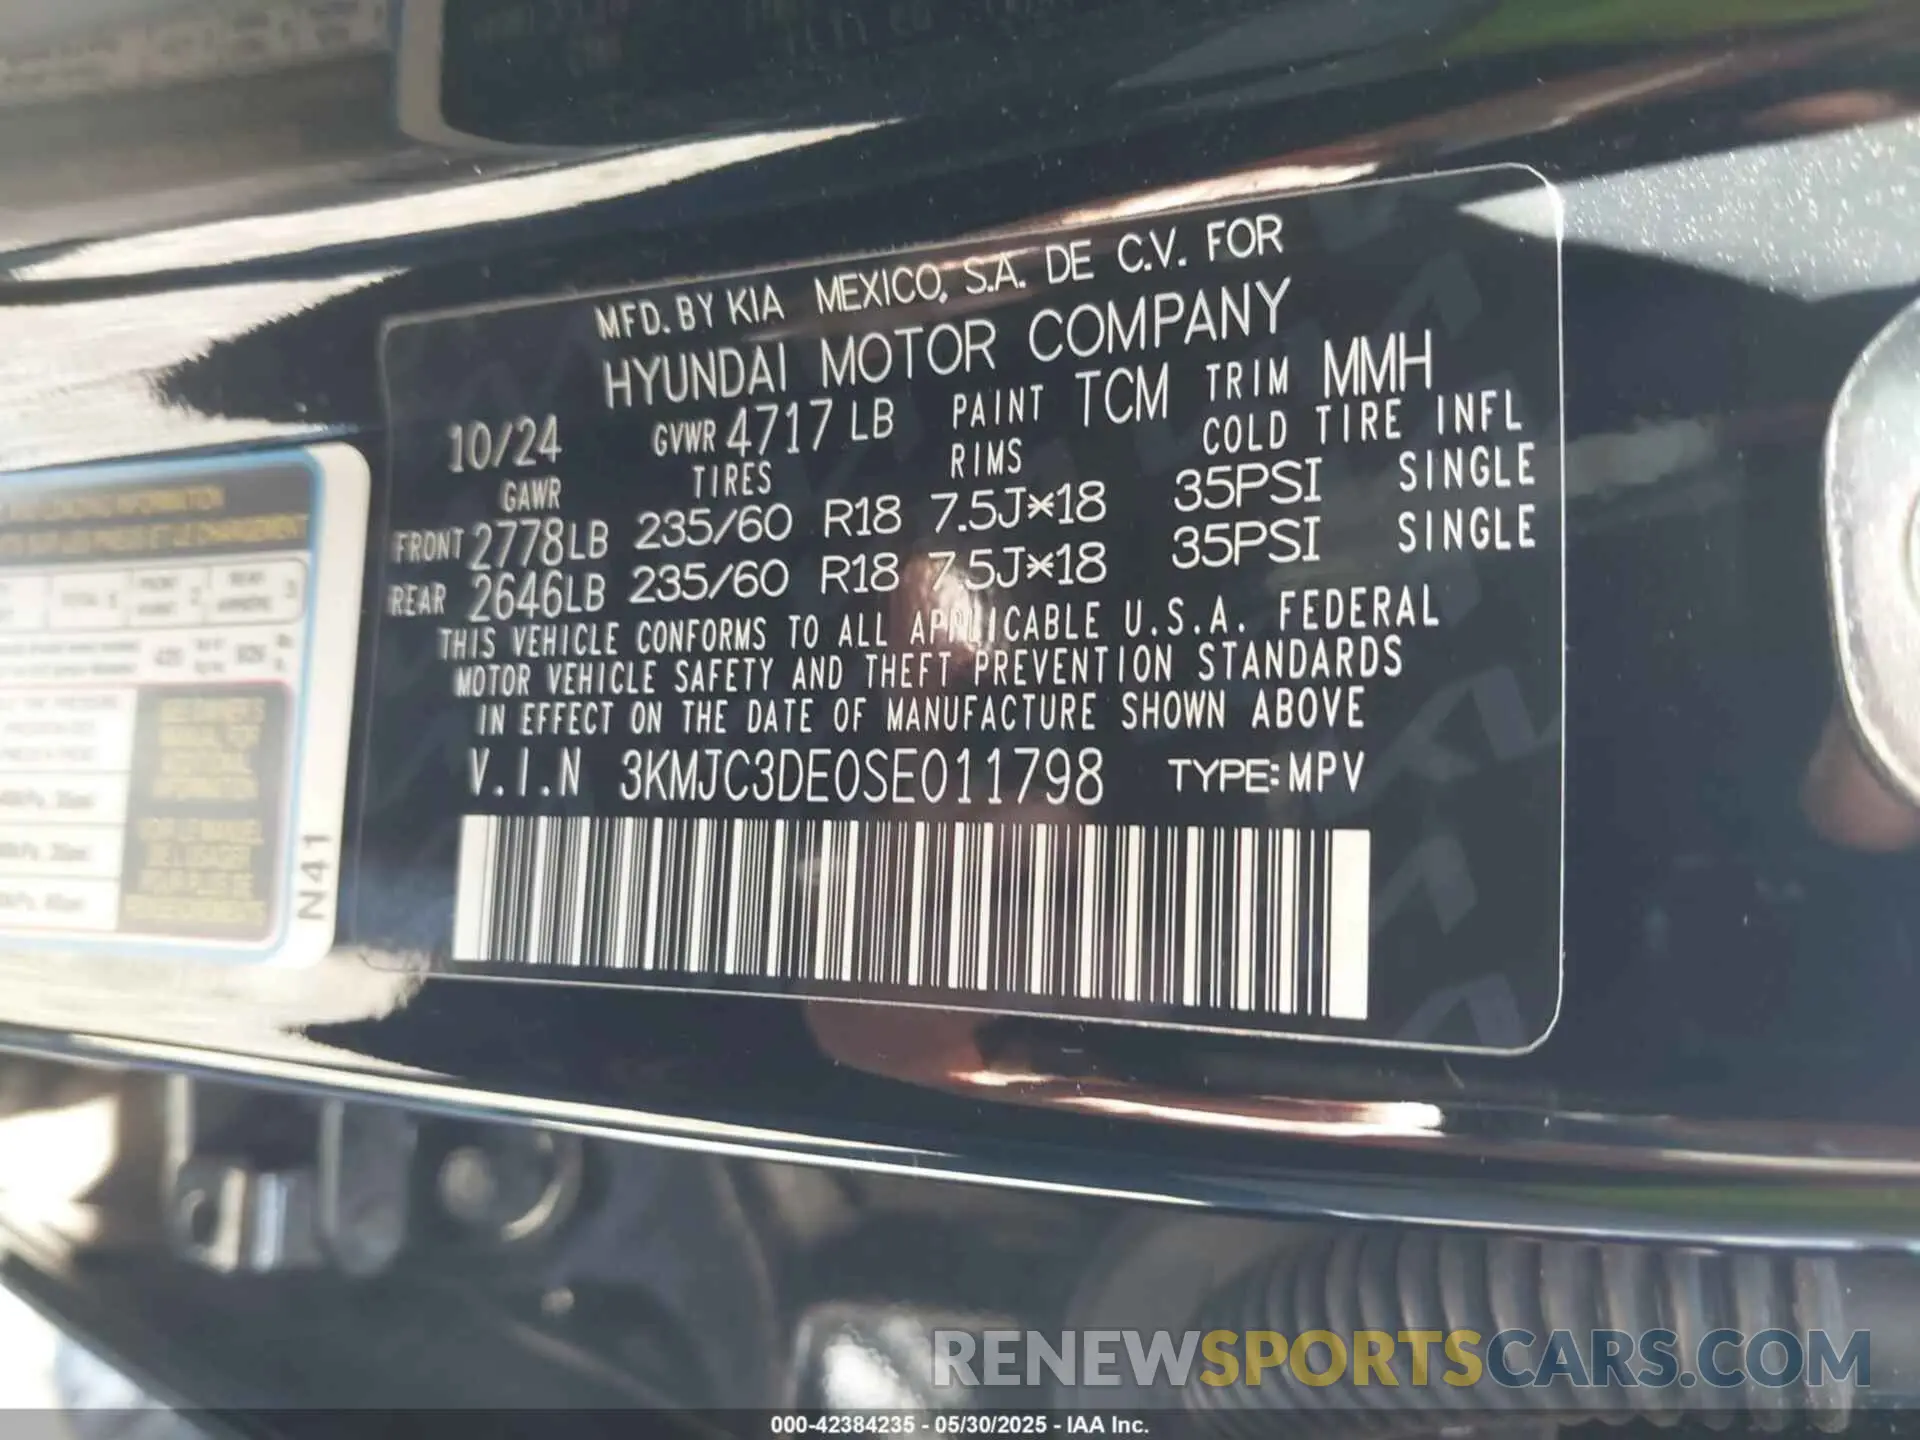 MFD. BY KIA MEXICO, S.A. DE C.V. FOR
HYUNDAI MOTOR COMPANY
10/24 GVWR 4717 LB PAINT TCM TRIM MMH
GAWR TIRES RIMS COLD TIRE INFL
FRONT 2778LB 235/60 R18 7.5J*18 35PSI SINGLE
REAR 2646LB 235/60 R18 7.5J*18 35PSI SINGLE
THIS VEHICLE CONFORMS TO ALL APPLICABLE U.S.A. FEDERAL
MOTOR VEHICLE SAFETY AND THEFT PREVENTION STANDARDS
IN EFFECT ON THE DATE OF MANUFACTURE SHOWN ABOVE
V.I.N 3KMJC3DE0SE011798 TYPE:MPV
N41
RENEWSPORTSCARS.COM
000-42384235 - 05/30/2025 - IAA Inc.